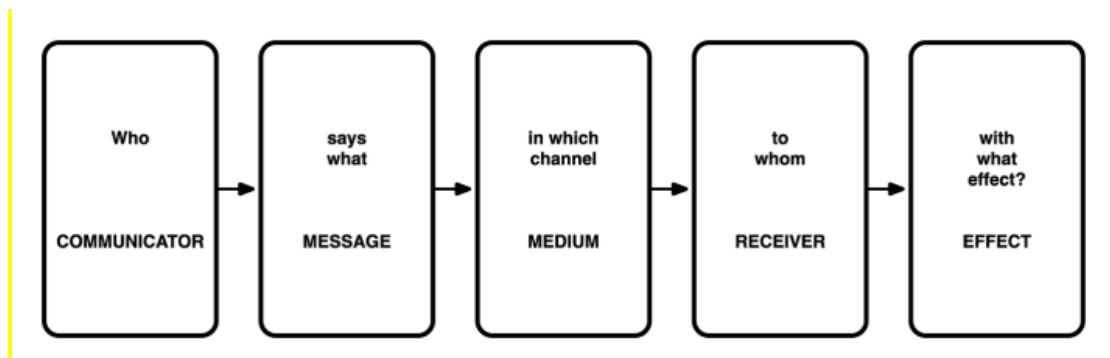 Who
COMMUNICATOR
says
what
MESSAGE
in which
channel
MEDIUM
to
whom
RECEIVER
with
what
effect?
EFFECT